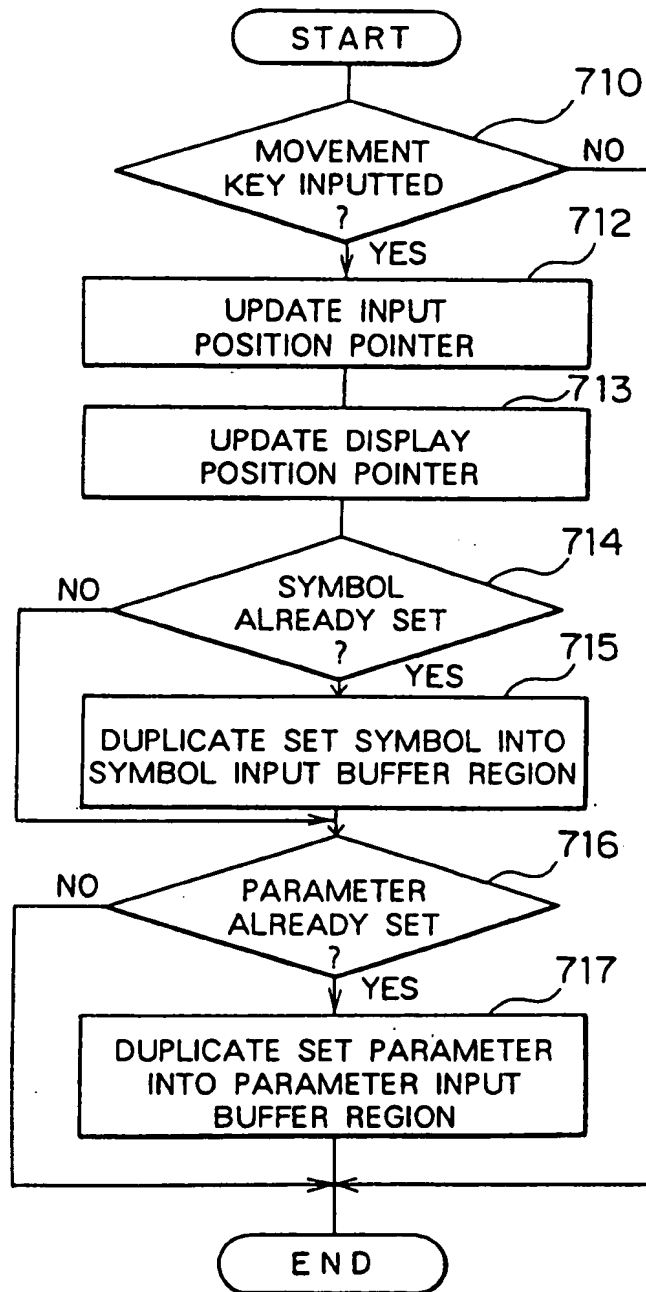 START
710
MOVEMENT
KEY INPUTTED
?
NO
YES
712
UPDATE INPUT
POSITION POINTER
713
UPDATE DISPLAY
POSITION POINTER
714
SYMBOL
ALREADY SET
?
NO
YES
715
DUPLICATE SET SYMBOL INTO
SYMBOL INPUT BUFFER REGION
716
PARAMETER
ALREADY SET
?
NO
YES
717
DUPLICATE SET PARAMETER
INTO PARAMETER INPUT
BUFFER REGION
END